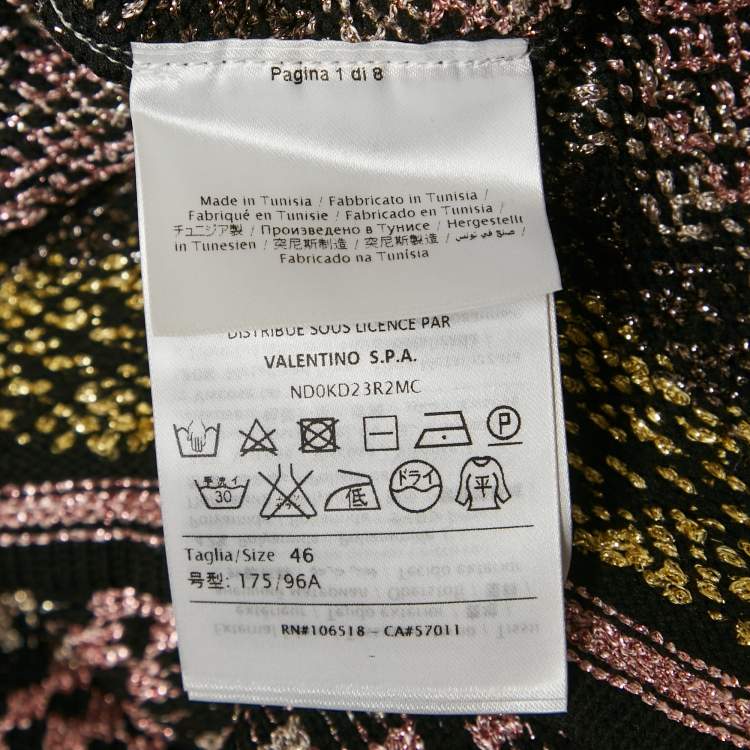 Pagina 1 di 8
Made in Tunisia / Fabbricato in Tunisia /
Fabriqué en Tunisie / Fabricado en Tunisia /
チュニジア製 / Произведено в Тунисе / Hergestellt
in Tunesien / 突尼斯制造 / 突尼斯製造 / صنع في تونس /
Fabricado na Tunísia
DISTRIBUÉ SOUS LICENCE PAR
VALENTINO S.P.A.
ND0KD23R2MC
P
30 低 ドライ 平
Taglia/Size 46
号型: 175/96A
RN#106518 - CA#57011